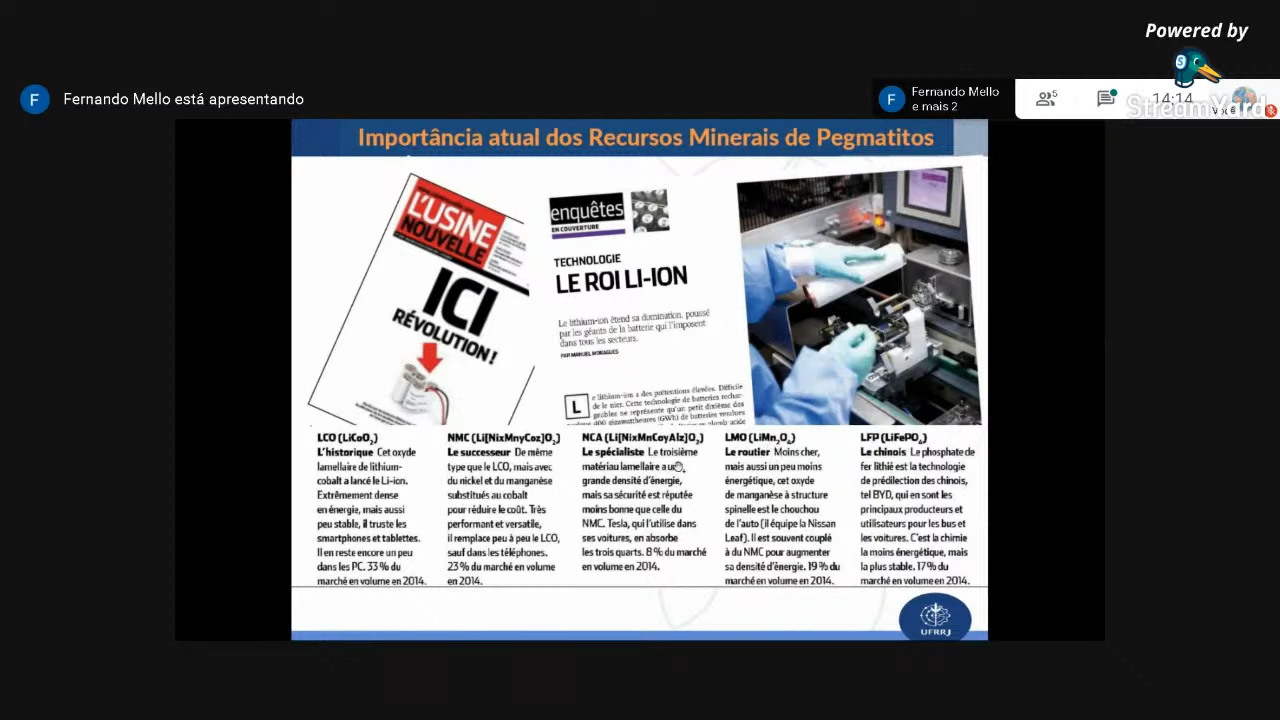 Powered by
StreamYard
Fernando Mello está apresentando
Fernando Mello
e mais 2
5
14:14
Importância atual dos Recursos Minerais de Pegmatitos
L'USINE
NOUVELLE
ICI
RÉVOLUTION !
enquêtes
EN COUVERTURE
TECHNOLOGIE
LE ROI LI-ION
Le lithium-ion étend sa domination, poussé
par les géants de la batterie qui l'imposent
dans tous les secteurs.
PAR MANUEL MORAGUES
Le lithium-ion a des prétentions élevées. Difficile
de le nier. Cette technologie de batteries rechar-
geables ne représente qu'un petit dixième des
400 gigawattheures (GWh) de batteries vendues
LCO (LiCoO₂)
L'historique Cet oxyde
lamellaire de lithium-
cobalt a lancé le Li-ion.
Extrêmement dense
en énergie, mais aussi
peu stable, il truste les
smartphones et tablettes.
Il en reste encore un peu
dans les PC. 33 % du
marché en volume en 2014.
NMC (Li[NixMnyCoz]O₂)
Le successeur De même
type que le LCO, mais avec
du nickel et du manganèse
substitués au cobalt
pour réduire le coût. Très
performant et versatile,
il remplace peu à peu le LCO,
sauf dans les téléphones.
23 % du marché en volume
en 2014.
NCA (Li[NixMnCoyAlz]O₂)
Le spécialiste Le troisième
matériau lamellaire a une
grande densité d'énergie,
mais sa sécurité est réputée
moins bonne que celle du
NMC. Tesla, qui l'utilise dans
ses voitures, en absorbe
les trois quarts. 8 % du marché
en volume en 2014.
LMO (LiMn₂O₄)
Le routier Moins cher,
mais aussi un peu moins
énergétique, cet oxyde
de manganèse à structure
spinelle est le chouchou
de l'auto (il équipe la Nissan
Leaf). Il est souvent couplé
à du NMC pour augmenter
sa densité d'énergie. 19 % du
marché en volume en 2014.
LFP (LiFePO₄)
Le chinois Le phosphate de
fer lithié est la technologie
de prédilection des chinois,
tel BYD, qui en sont les
principaux producteurs et
utilisateurs pour les bus et
les voitures. C'est la chimie
la moins énergétique, mais
la plus stable. 17 % du
marché en volume en 2014.
UFRRJ